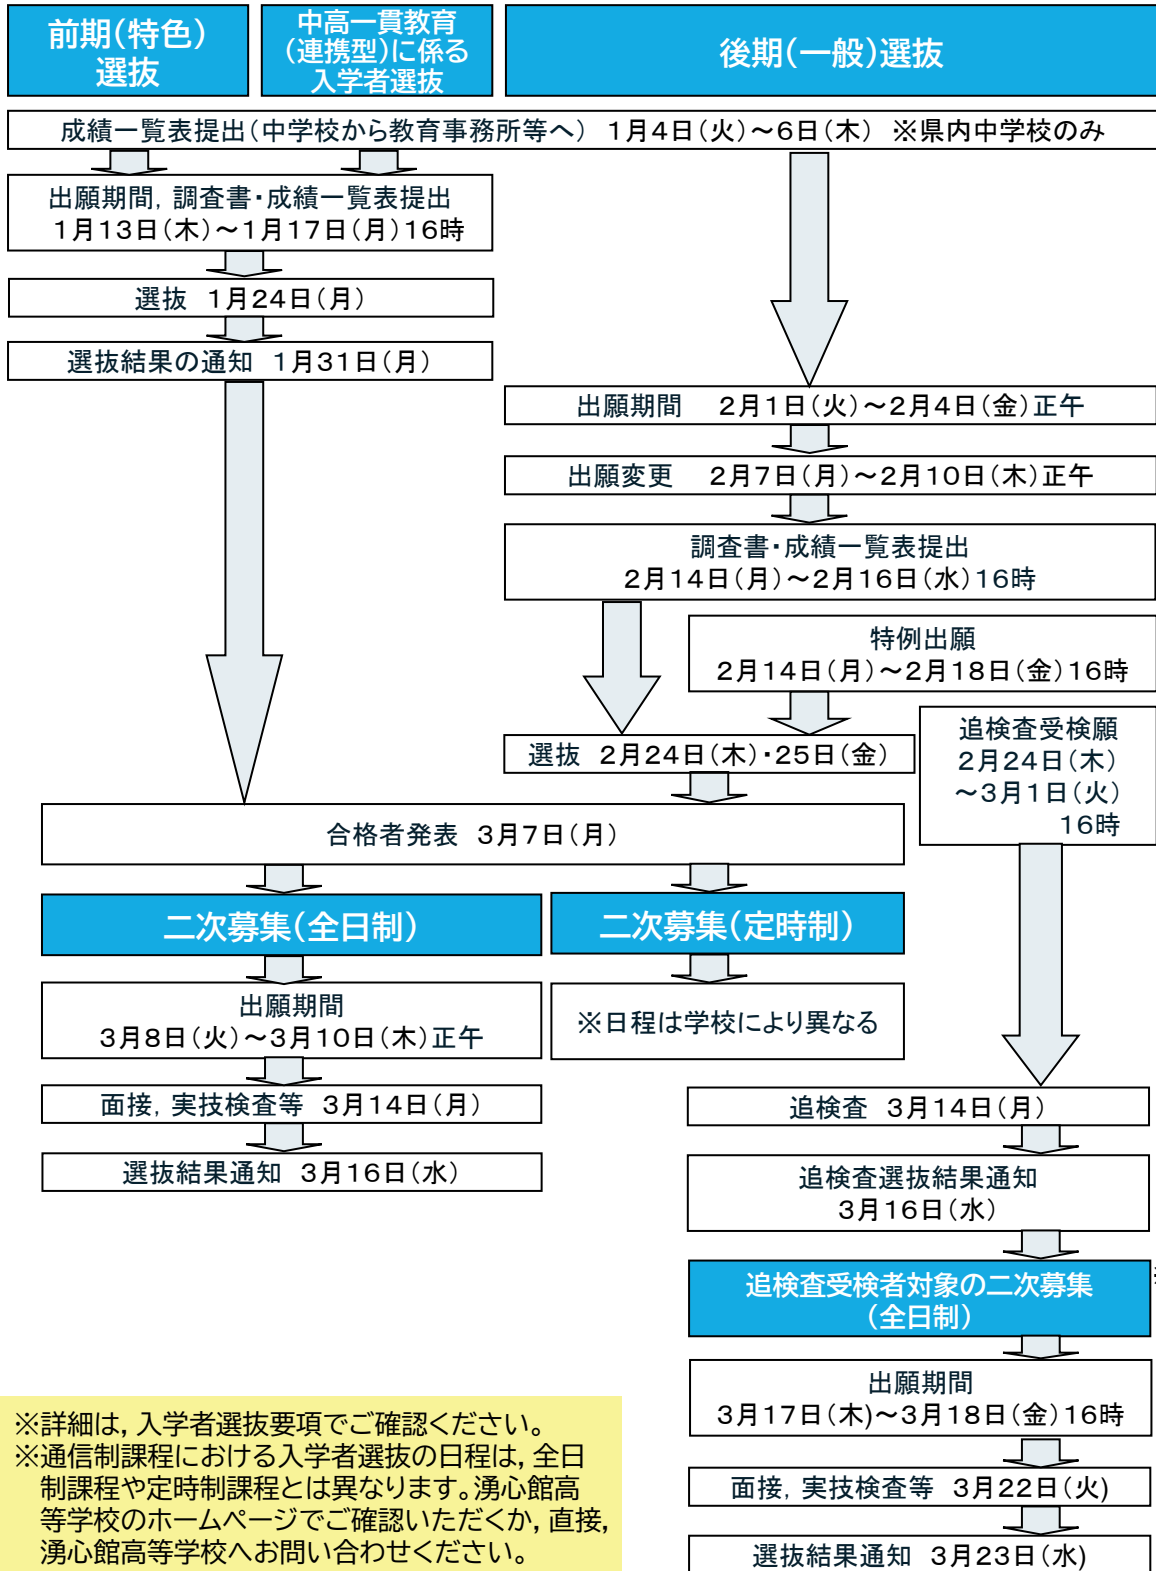 前期（特色）
選抜
中高一貫教育
（連携型）に係る
入学者選抜
後期（一般）選抜
成績一覧表提出（中学校から教育事務所等へ） 1月4日（火）～6日（木） ※県内中学校のみ
出願期間，調査書・成績一覧表提出
1月13日（木）～1月17日（月）16時
選抜 1月24日（月）
選抜結果の通知 1月31日（月）
出願期間 2月1日（火）～2月4日（金）正午
出願変更 2月7日（月）～2月10日（木）正午
調査書・成績一覧表提出
2月14日（月）～2月16日（水）16時
特例出願
2月14日（月）～2月18日（金）16時
選抜 2月24日（木）・25日（金）
追検査受検願
2月24日（木）
～3月1日（火）
16時
合格者発表 3月7日（月）
二次募集（全日制）
出願期間
3月8日（火）～3月10日（木）正午
面接，実技検査等 3月14日（月）
選抜結果通知 3月16日（水）
二次募集（定時制）
※日程は学校により異なる
追検査 3月14日（月）
追検査選抜結果通知
3月16日（水）
追検査受検者対象の二次募集
（全日制）
出願期間
3月17日（木）～3月18日（金）16時
面接，実技検査等 3月22日（火）
選抜結果通知 3月23日（水）
※詳細は，入学者選抜要項でご確認ください。
※通信制課程における入学者選抜の日程は，全日
制課程や定時制課程とは異なります。湧心館高
等学校のホームページでご確認いただくか，直接，
湧心館高等学校へお問い合わせください。